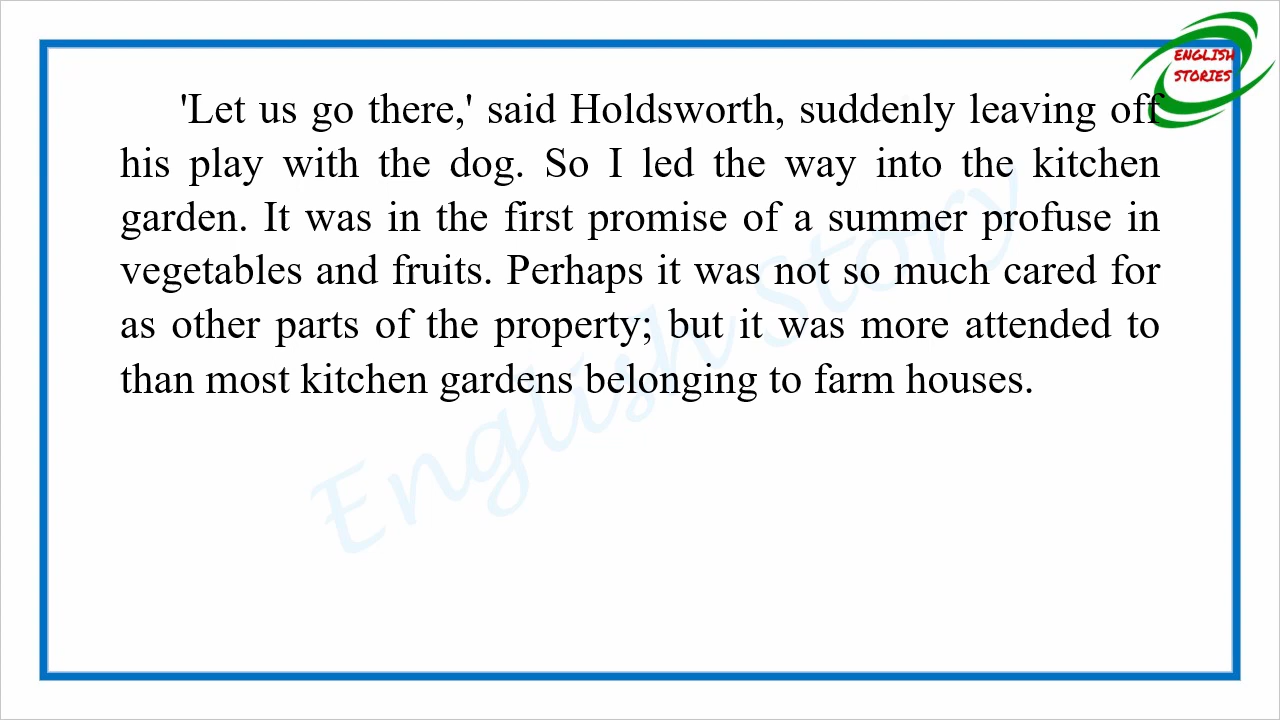 ENGLISH
STORIES
'Let us go there,' said Holdsworth, suddenly leaving off
his play with the dog. So I led the way into the kitchen
garden. It was in the first promise of a summer profuse in
vegetables and fruits. Perhaps it was not so much cared for
as other parts of the property; but it was more attended to
than most kitchen gardens belonging to farm houses.
English Story